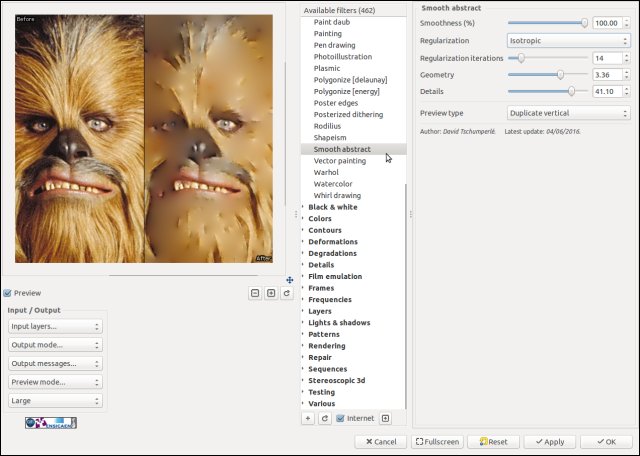 Before
After
Preview
Input / Output
Input layers...
Output mode...
Output messages...
Preview mode...
Large
ENSICAEN
Available filters (462)
Paint daub
Painting
Pen drawing
Photoillustration
Plasmic
Polygonize [delaunay]
Polygonize [energy]
Poster edges
Posterized dithering
Rodilius
Shapeism
Smooth abstract
Vector painting
Warhol
Watercolor
Whirl drawing
Black & white
Colors
Contours
Deformations
Degradations
Details
Film emulation
Frames
Frequencies
Layers
Lights & shadows
Patterns
Rendering
Repair
Sequences
Stereoscopic 3d
Testing
Various
Internet
Smooth abstract
Smoothness (%) 100.00
Regularization Isotropic
Regularization iterations 14
Geometry 3.36
Details 41.10
Preview type Duplicate vertical
Author: David Tschumperlé. Latest update: 04/06/2016.
Cancel Fullscreen Reset Apply OK